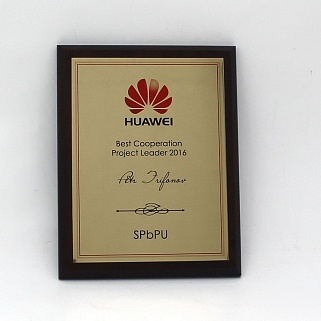 HUAWEI
Best Cooperation
Project Leader 2016
Petr Trifonov
SPbPU